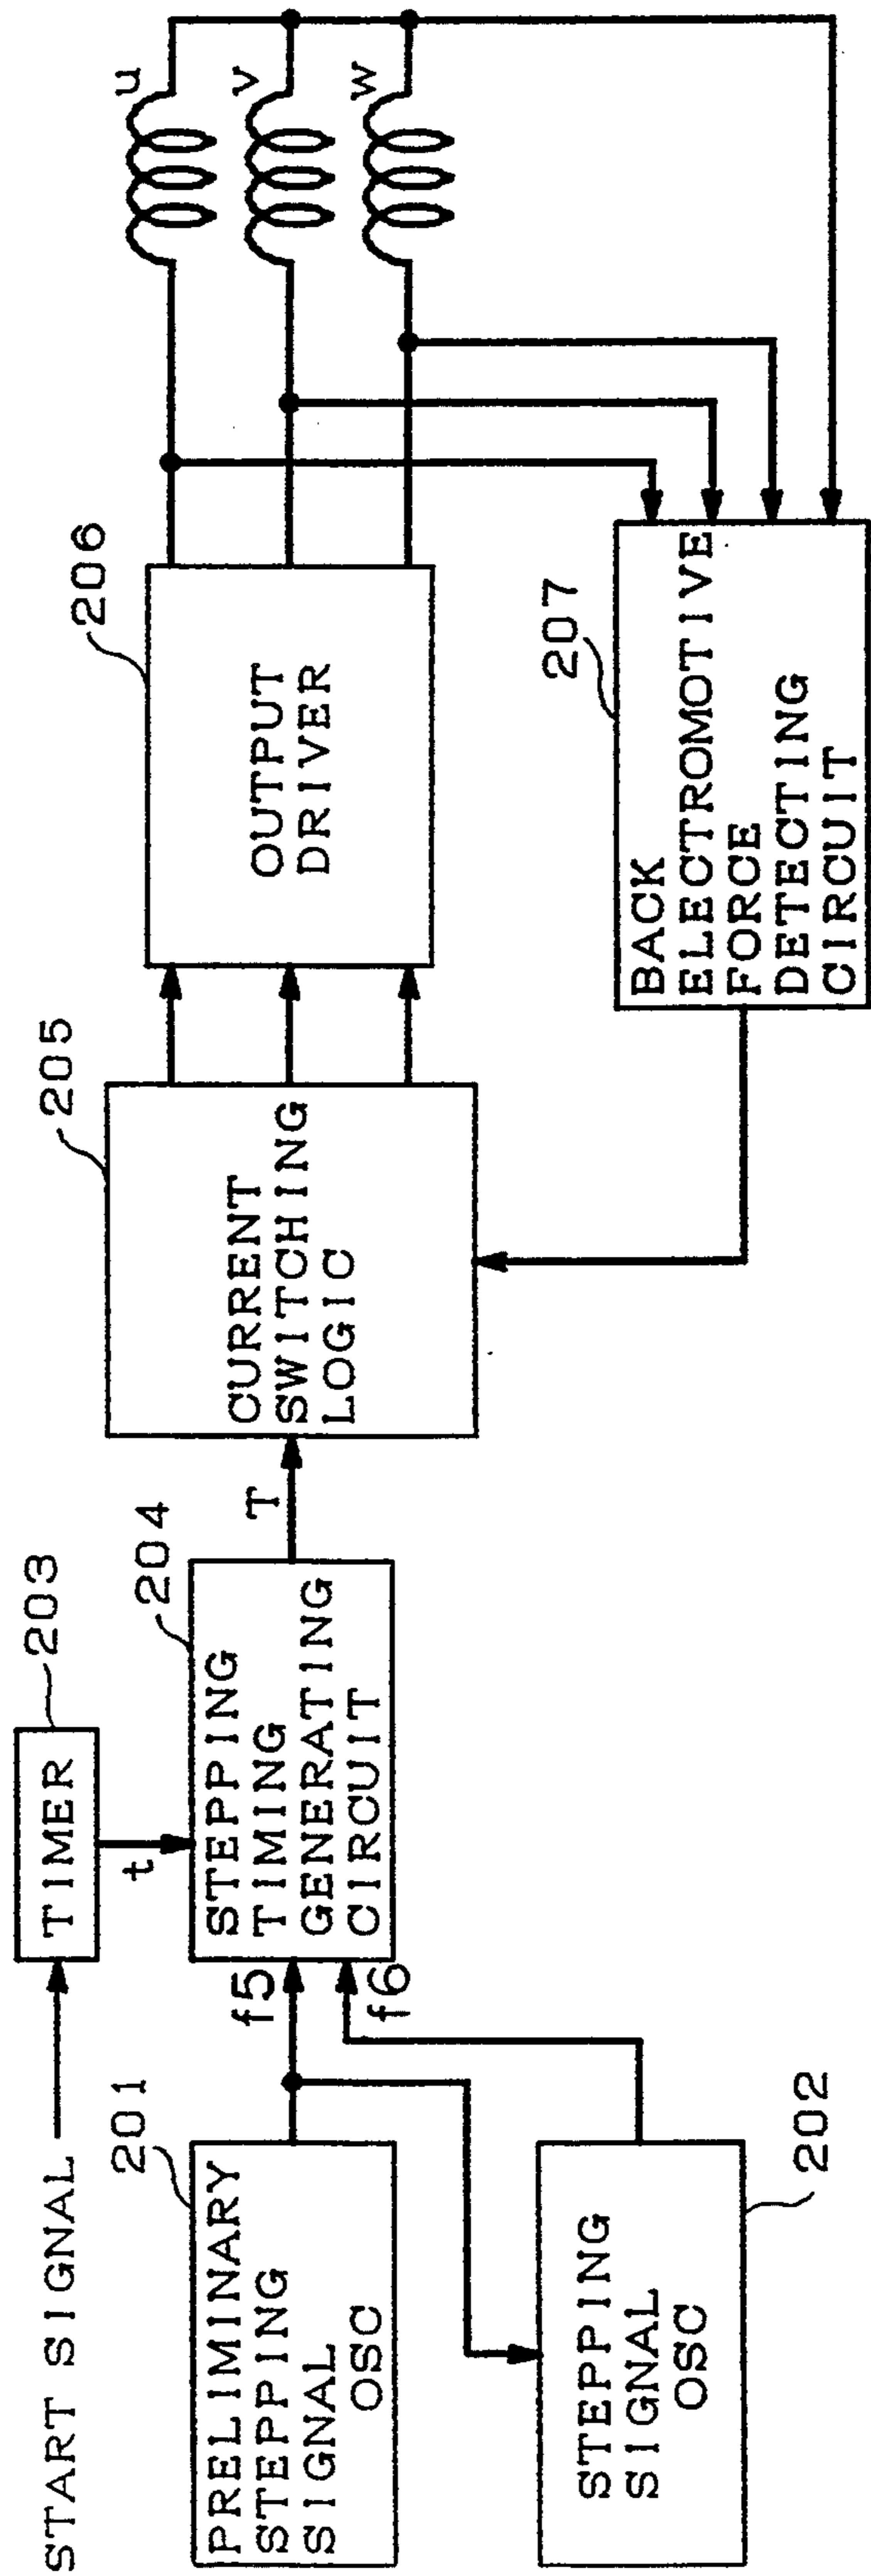 START SIGNAL
TIMER
203
t
PRELIMINARY
STEPPING
SIGNAL
OSC
201
f5
f6
STEPPING
SIGNAL
OSC
202
STEPPING
TIMING
GENERATING
CIRCUIT
204
T
CURRENT
SWITCHING
LOGIC
205
OUTPUT
DRIVER
206
u
v
w
BACK
ELECTROMOTIVE
FORCE
DETECTING
CIRCUIT
207